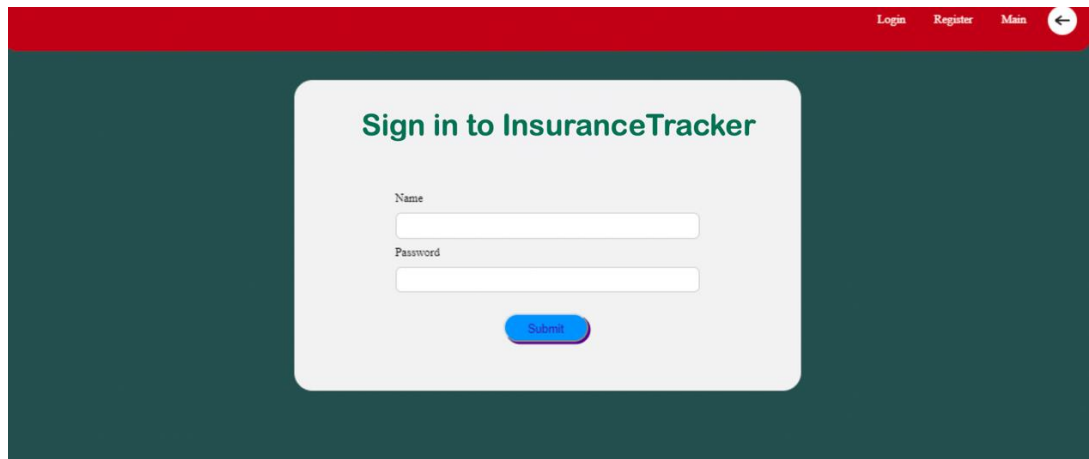 Login Register Main
Sign in to InsuranceTracker
Name
Password
Submit